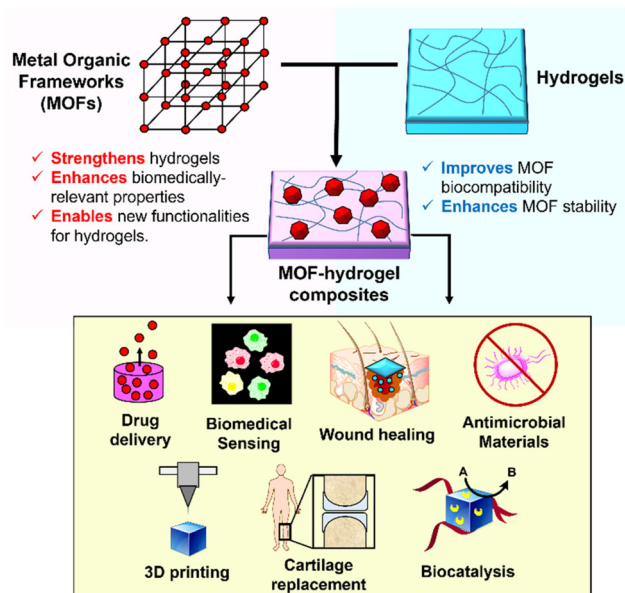 Metal Organic
Frameworks
(MOFs)
Hydrogels
✓ Strengthens hydrogels
✓ Enhances biomedically-
relevant properties
✓ Enables new functionalities
for hydrogels.
✓ Improves MOF
biocompatibility
✓ Enhances MOF stability
MOF-hydrogel
composites
Drug
delivery
Biomedical
Sensing
Wound healing
Antimicrobial
Materials
3D printing
Cartilage
replacement
A B
Biocatalysis